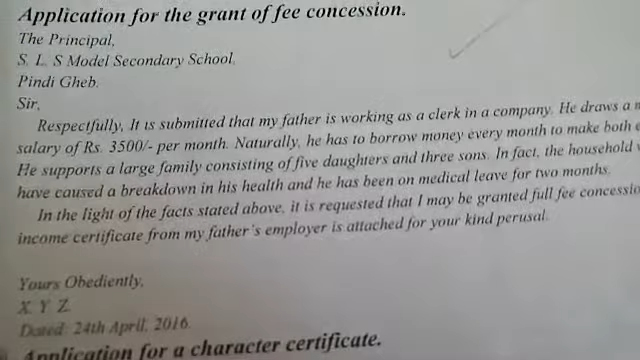 Application for the grant of fee concession.
The Principal,
S. L. S Model Secondary School,
Pindi Gheb.
Sir,
Respectfully, It is submitted that my father is working as a clerk in a company. He draws a
salary of Rs. 3500/- per month. Naturally, he has to borrow money every month to make both
He supports a large family consisting of five daughters and three sons. In fact, the household
have caused a breakdown in his health and he has been on medical leave for two months.
In the light of the facts stated above, it is requested that I may be granted full fee concessio
income certificate from my father's employer is attached for your kind perusal.
Yours Obediently,
X Y Z
Dated: 24th April, 2016.
Application for a character certificate.